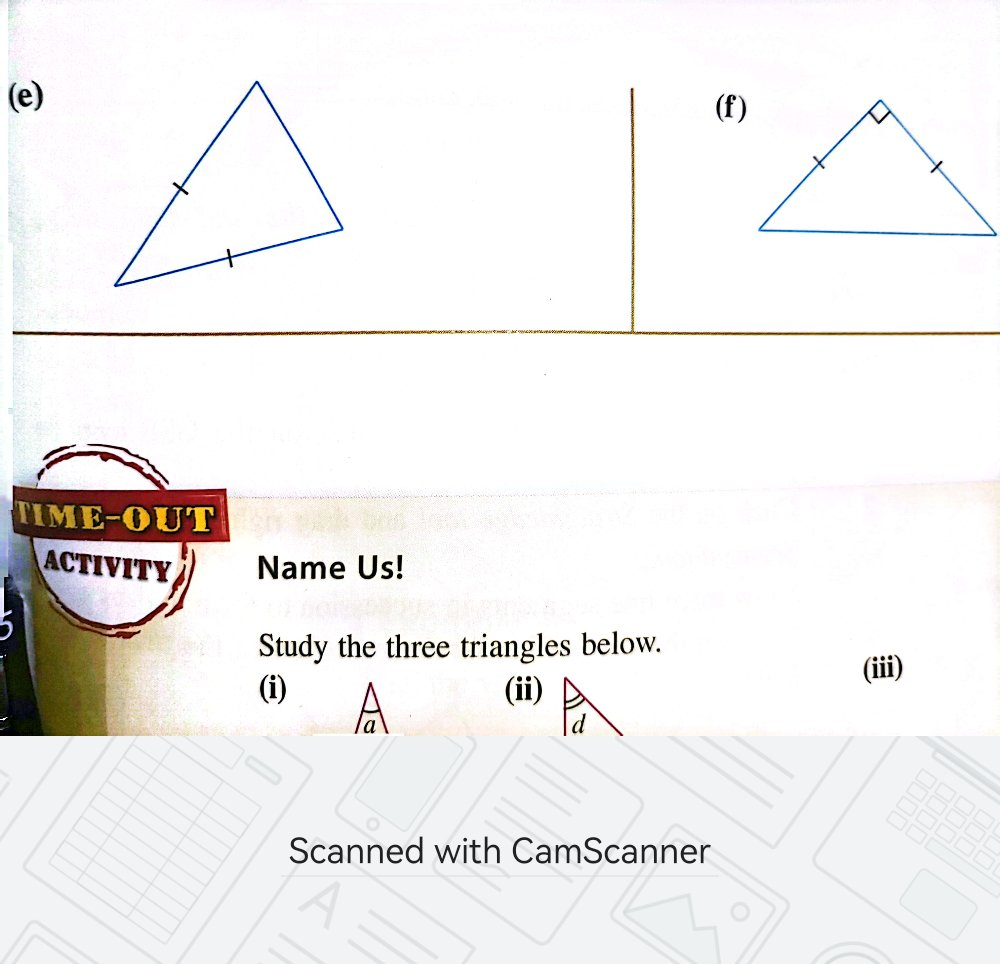 (e)
(f)
TIME-OUT
ACTIVITY
Name Us!
Study the three triangles below.
(i)
(ii)
(iii)
a
d
Scanned with CamScanner